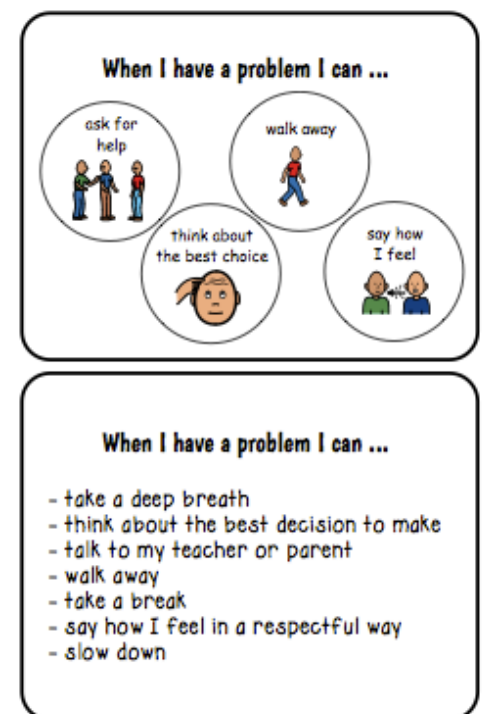 When I have a problem I can ...
ask for
help
walk away
think about
the best choice
say how
I feel
When I have a problem I can ...
- take a deep breath
- think about the best decision to make
- talk to my teacher or parent
- walk away
- take a break
- say how I feel in a respectful way
- slow down